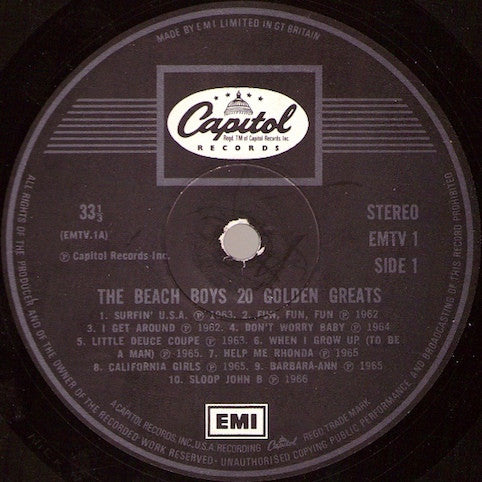 MADE BY EMI LIMITED IN GT BRITAIN
Capitol
Regd. TM of Capitol Records Inc.
RECORDS
33⅓
(EMTV.1A)
℗ Capitol Records Inc.
STEREO
EMTV 1
SIDE 1
THE BEACH BOYS 20 GOLDEN GREATS
1. SURFIN' U.S.A. ℗ 1963. 2. FUN, FUN, FUN ℗ 1962
3. I GET AROUND ℗ 1962. 4. DON'T WORRY BABY ℗ 1964
5. LITTLE DEUCE COUPE ℗ 1963. 6. WHEN I GROW UP (TO BE
A MAN) ℗ 1965. 7. HELP ME RHONDA ℗ 1965.
8. CALIFORNIA GIRLS ℗ 1965. 9. BARBARA-ANN ℗ 1965.
10. SLOOP JOHN B ℗ 1966
EMI
A CAPITOL RECORDS, INC., U.S.A. RECORDING Capitol REGD. TRADE MARK
ALL RIGHTS OF THE PRODUCER AND OF THE OWNER OF THE RECORDED WORK RESERVED-UNAUTHORISED COPYING PUBLIC PERFORMANCE AND BROADCASTING OF THIS RECORD PROHIBITED